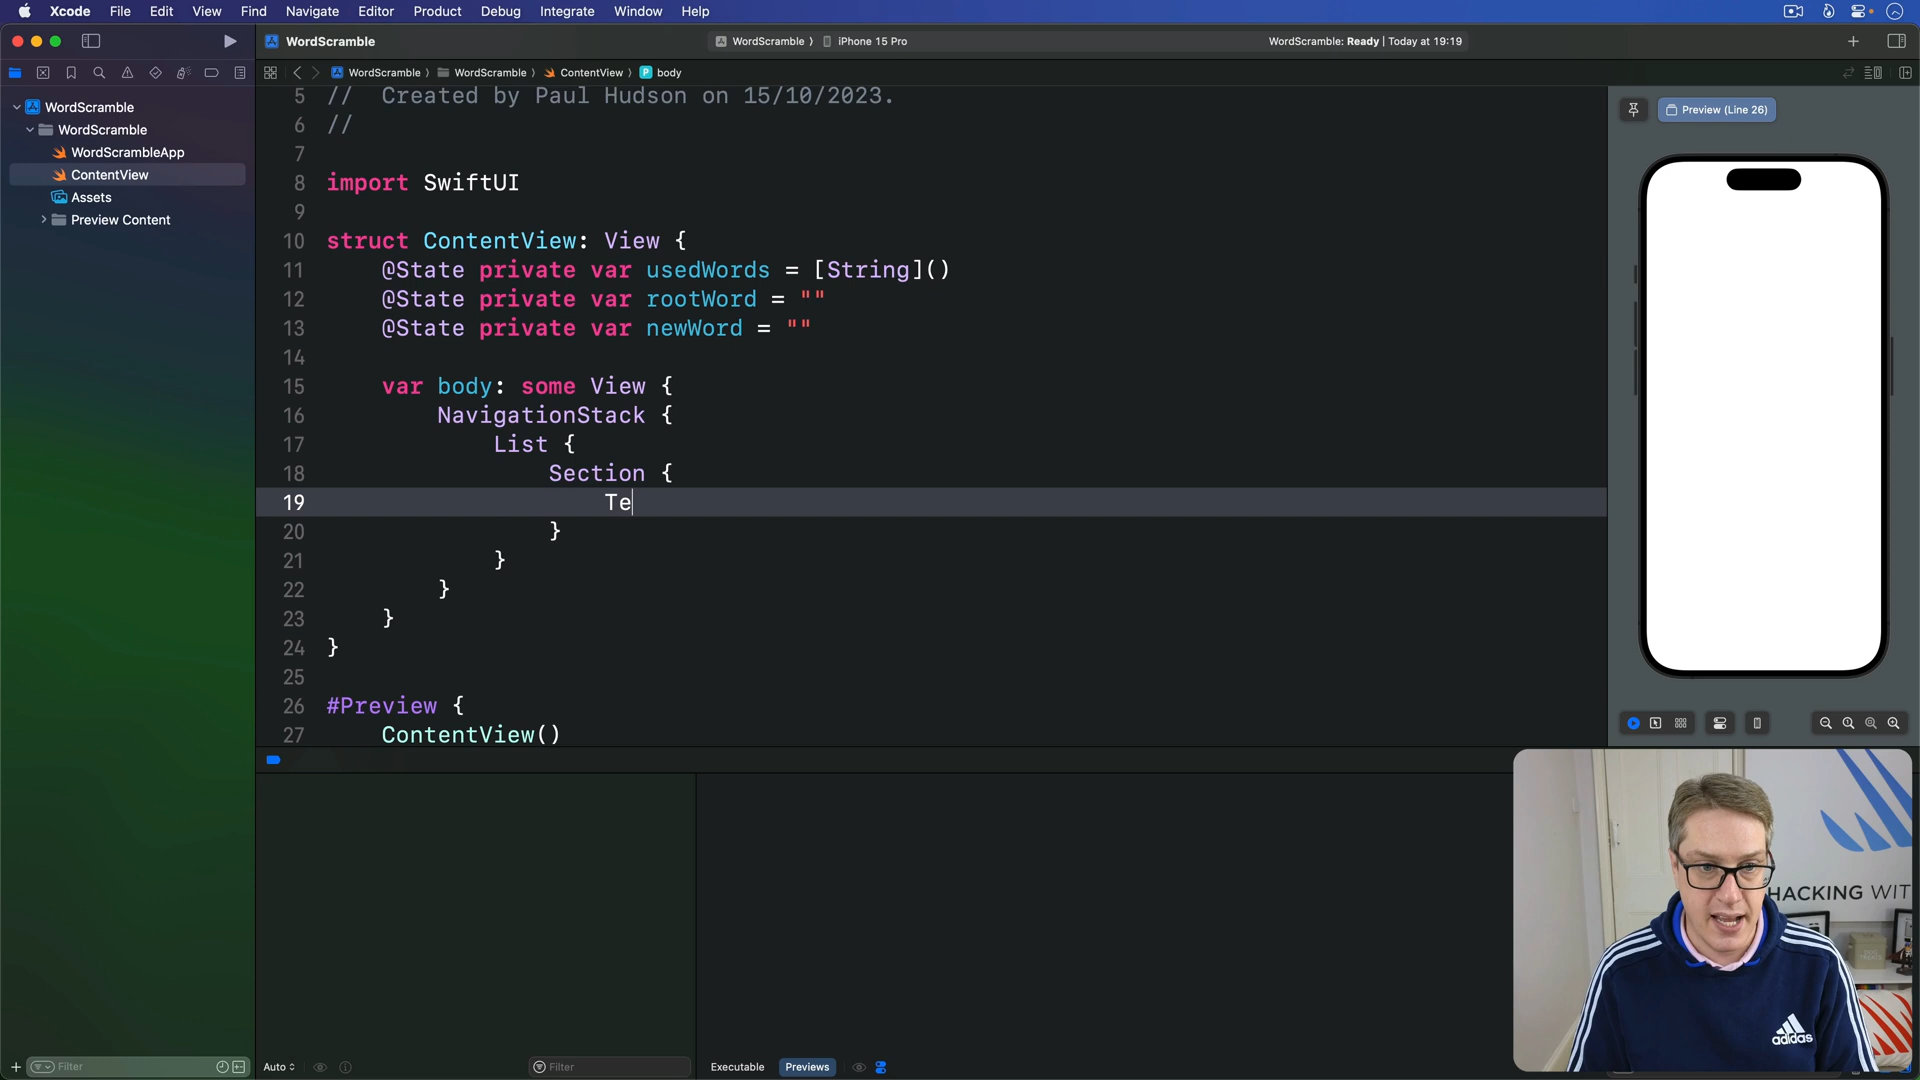 Xcode File Edit View Find Navigate Editor Product Debug Integrate Window Help
WordScramble
WordScramble ⟩ iPhone 15 Pro
WordScramble: Ready | Today at 19:19
WordScramble ⟩ WordScramble ⟩ ContentView ⟩ P body
WordScramble
WordScramble
WordScrambleApp
ContentView
Assets
Preview Content
5 //  Created by Paul Hudson on 15/10/2023.
6 //
7
8 import SwiftUI
9
10 struct ContentView: View {
11     @State private var usedWords = [String]()
12     @State private var rootWord = ""
13     @State private var newWord = ""
14
15     var body: some View {
16         NavigationStack {
17             List {
18                 Section {
19                     Te
20                 }
21             }
22         }
23     }
24 }
25
26 #Preview {
27     ContentView()
Preview (Line 26)
HACKING WIT
adidas
Filter
Auto
Filter
Executable Previews